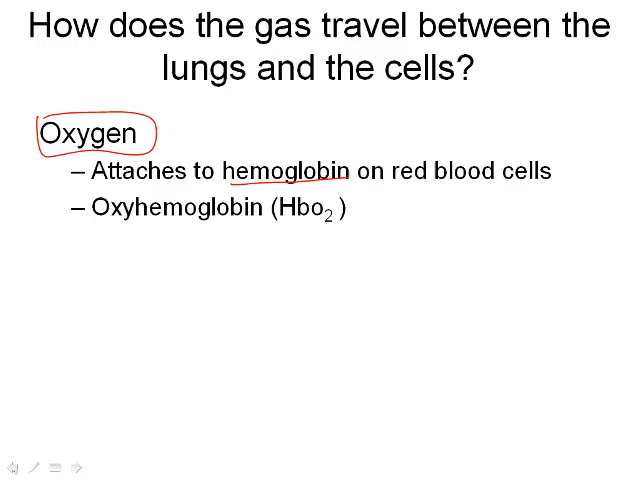 How does the gas travel between the
lungs and the cells?
Oxygen
– Attaches to hemoglobin on red blood cells
– Oxyhemoglobin (Hbo₂ )